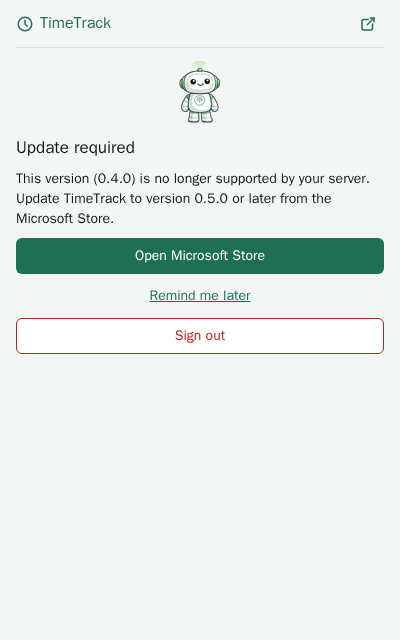 TimeTrack
Update required
This version (0.4.0) is no longer supported by your server.
Update TimeTrack to version 0.5.0 or later from the
Microsoft Store.
Open Microsoft Store
Remind me later
Sign out